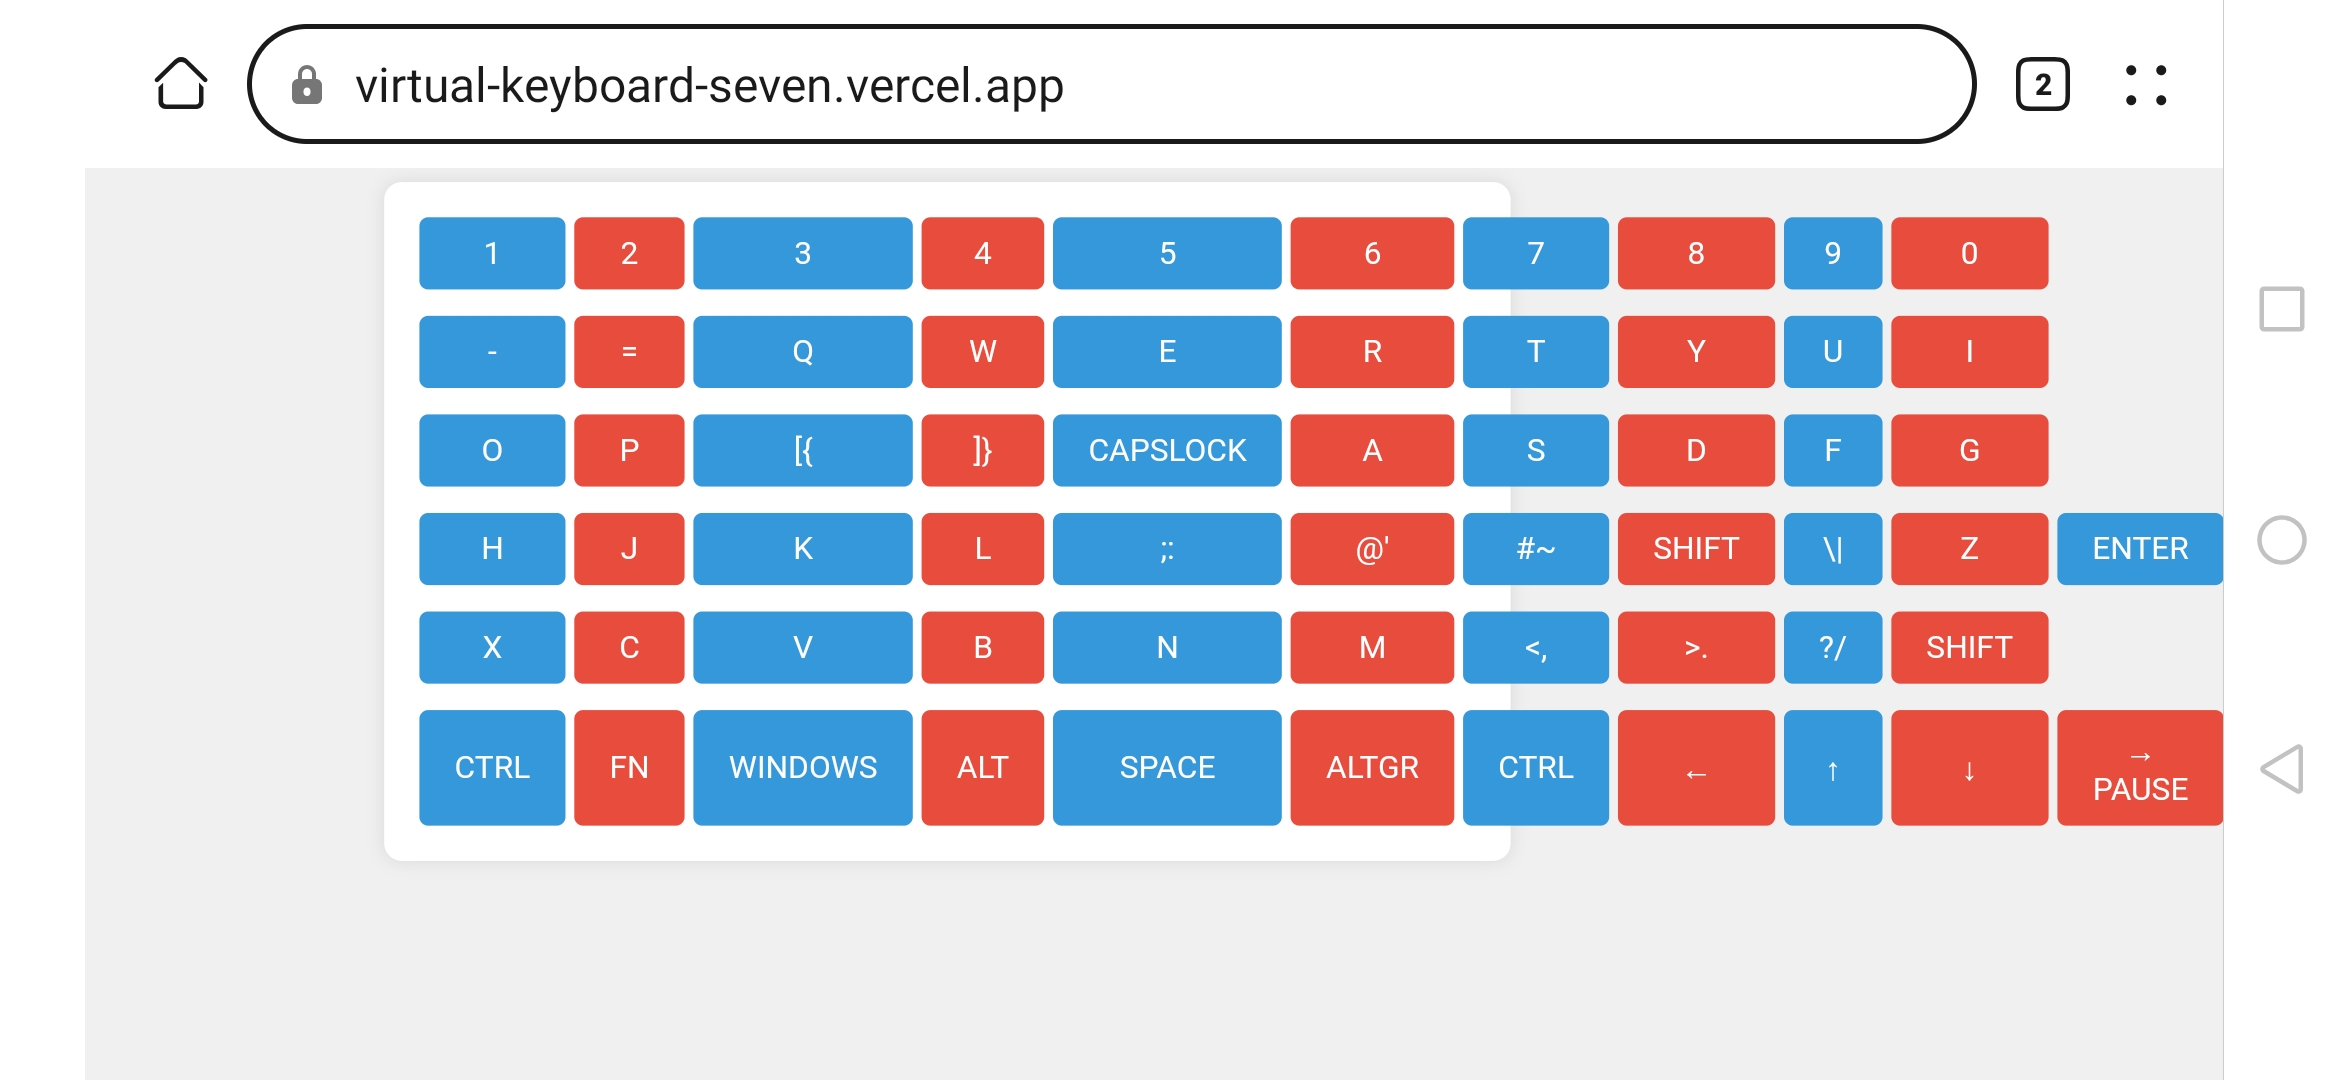 virtual-keyboard-seven.vercel.app
2
1 2 3 4 5 6 7 8 9 0
- = Q W E R T Y U I
O P [{ ]} CAPSLOCK A S D F G
H J K L ;: @' #~ SHIFT \| Z ENTER
X C V B N M <, >. ?/ SHIFT
CTRL FN WINDOWS ALT SPACE ALTGR CTRL ← ↑ ↓ →
PAUSE